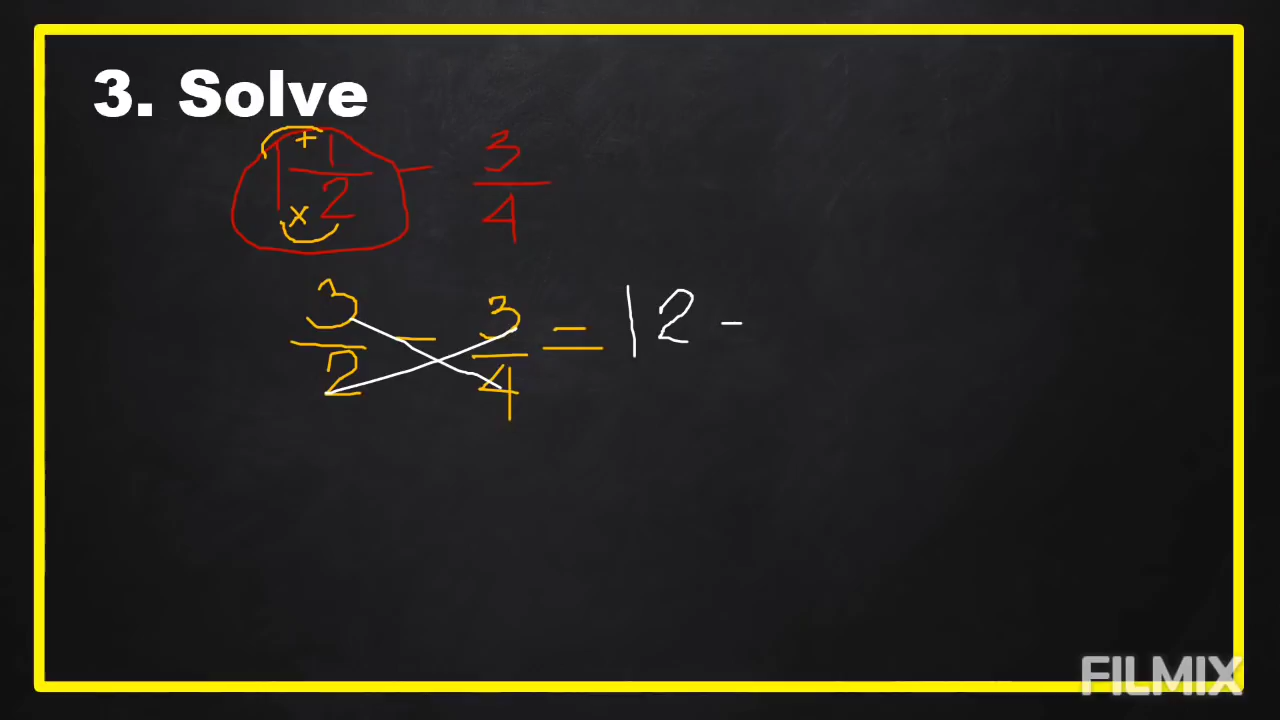 3. Solve
1 1/2 - 3/4
+
x
3/2 - 3/4 = 12 -
FILMIX